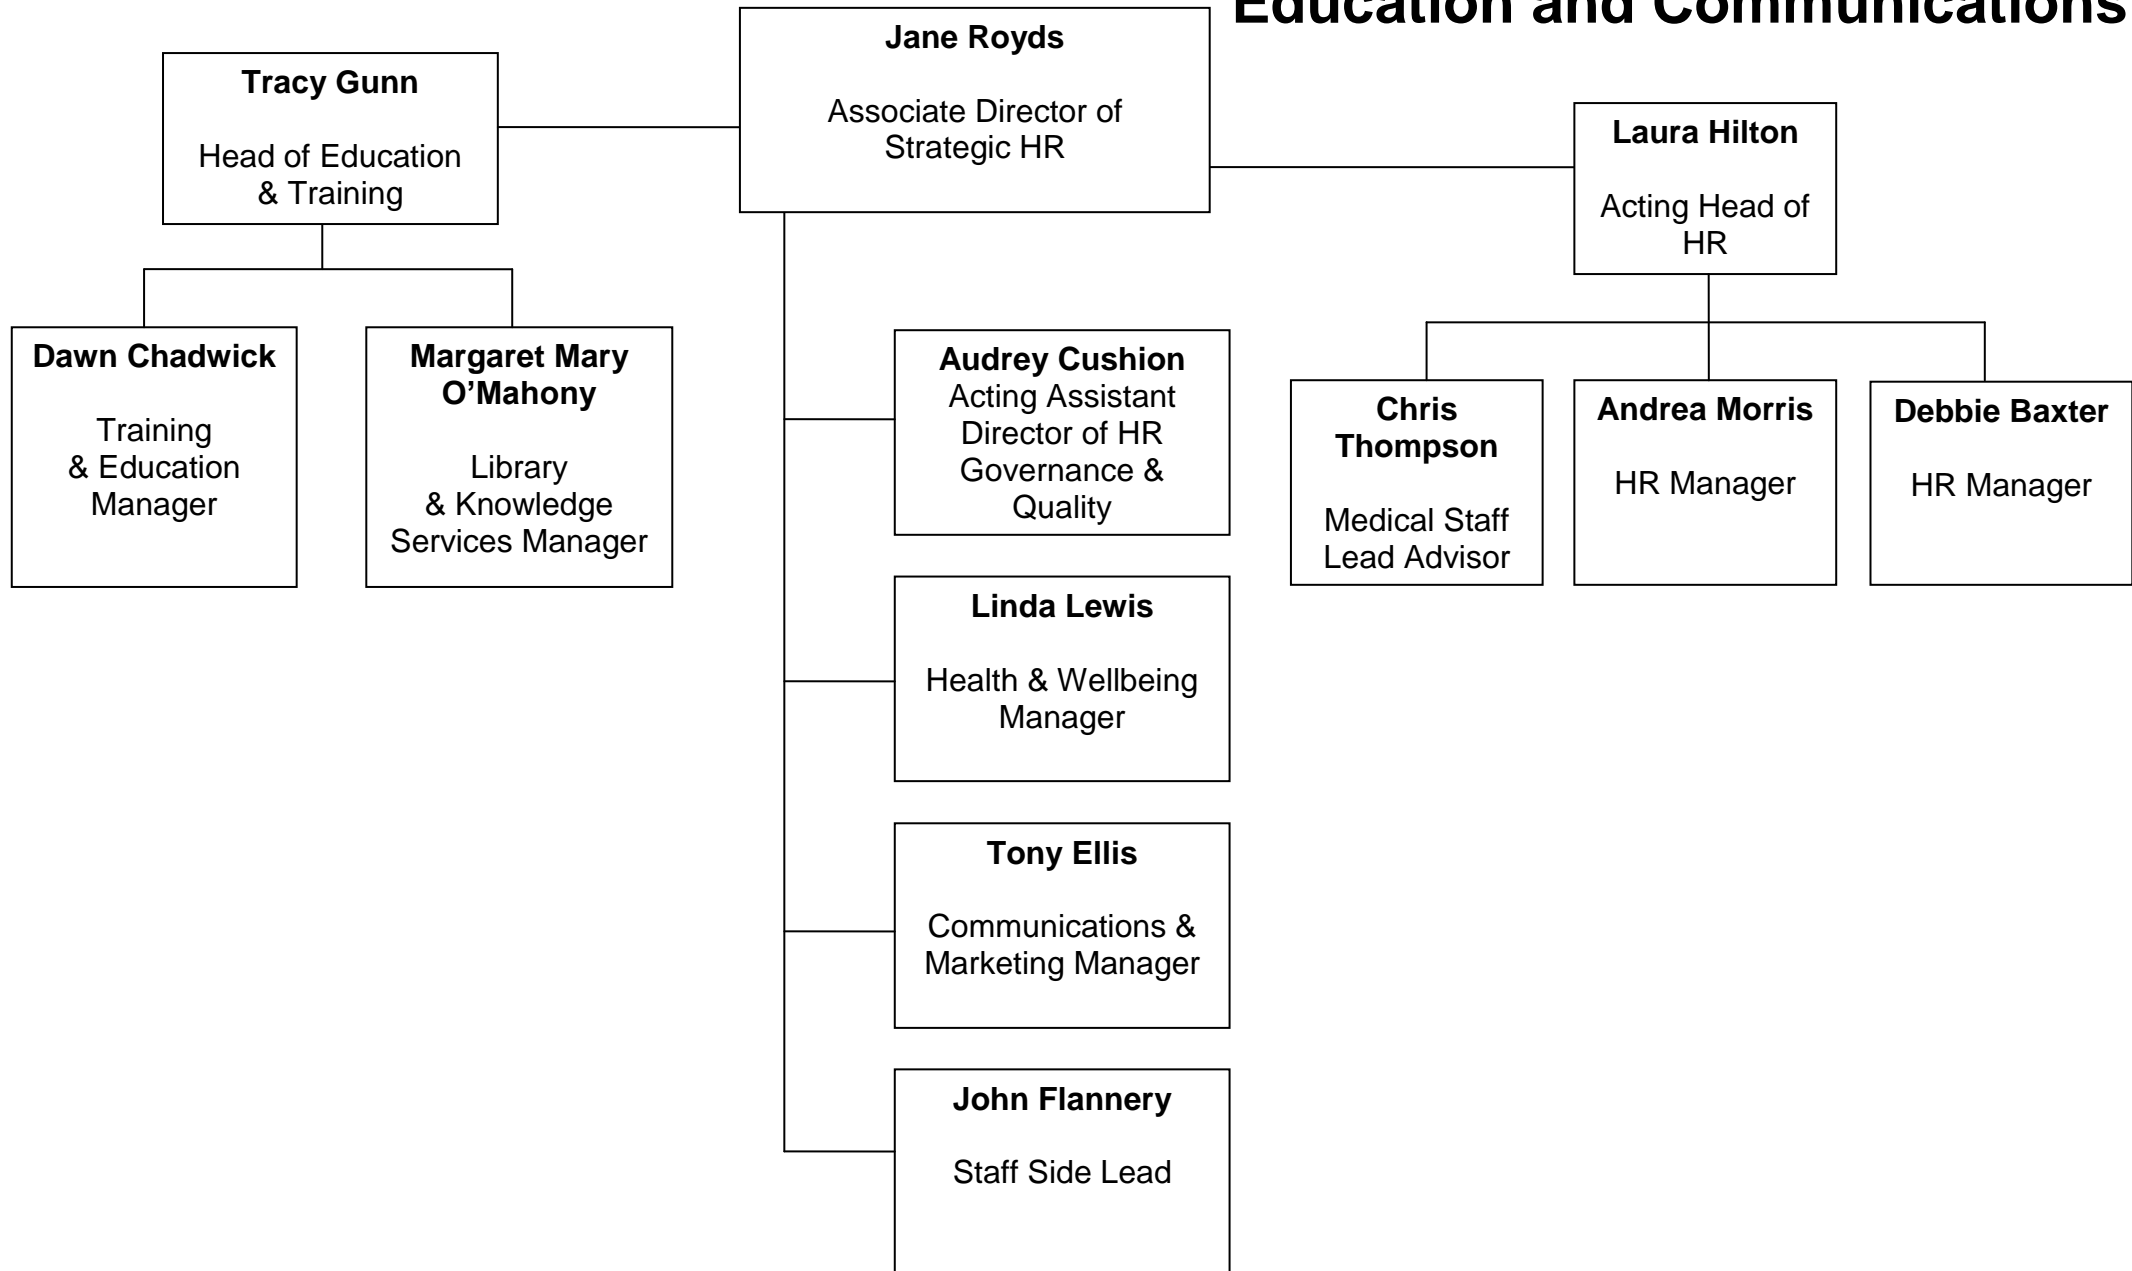 Education and Communications
Jane Royds
Associate Director of
Strategic HR
Tracy Gunn
Head of Education
& Training
Laura Hilton
Acting Head of
HR
Dawn Chadwick
Training
& Education
Manager
Margaret Mary
O’Mahony
Library
& Knowledge
Services Manager
Audrey Cushion
Acting Assistant
Director of HR
Governance &
Quality
Chris
Thompson
Medical Staff
Lead Advisor
Andrea Morris
HR Manager
Debbie Baxter
HR Manager
Linda Lewis
Health & Wellbeing
Manager
Tony Ellis
Communications &
Marketing Manager
John Flannery
Staff Side Lead